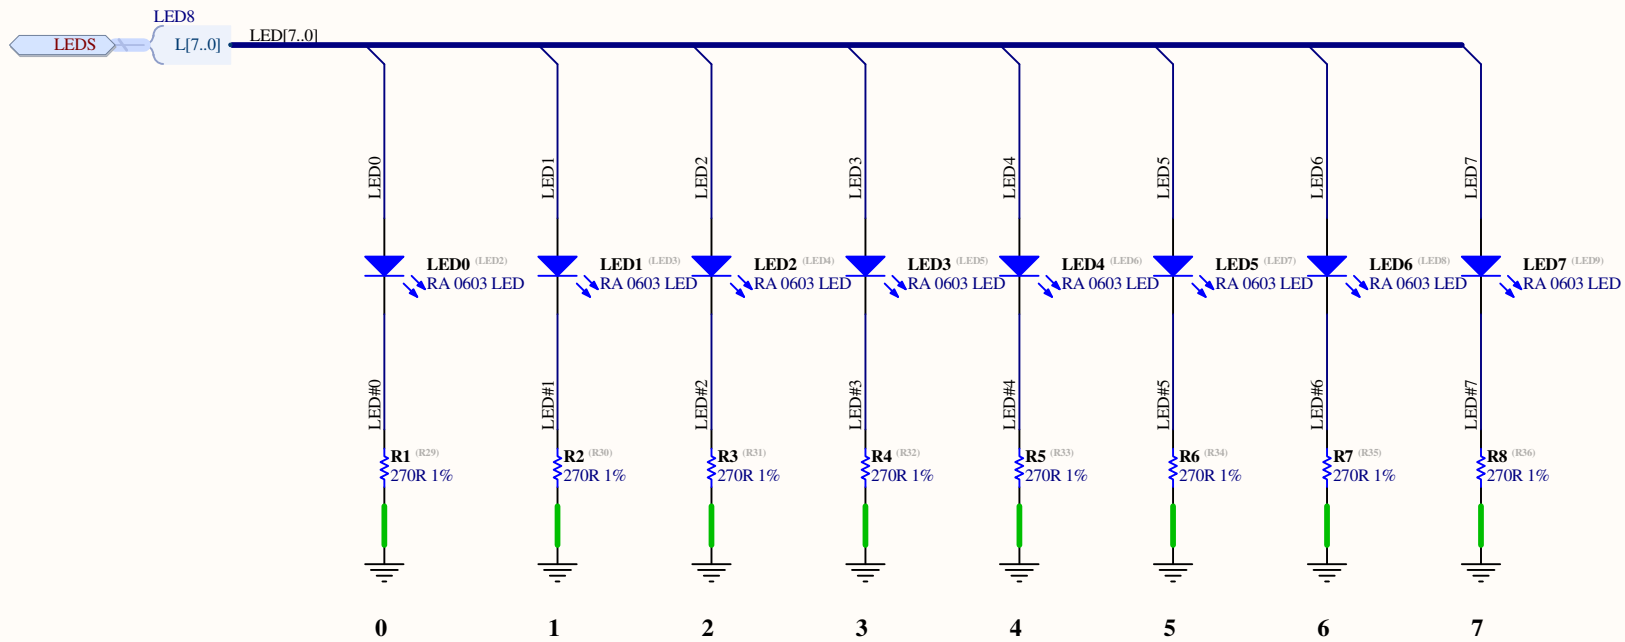 LED8
LEDS
L[7..0]
LED[7..0]
LED0
LED1
LED2
LED3
LED4
LED5
LED6
LED7
LED0 (LED2)
RA 0603 LED
LED1 (LED3)
RA 0603 LED
LED2 (LED4)
RA 0603 LED
LED3 (LED5)
RA 0603 LED
LED4 (LED6)
RA 0603 LED
LED5 (LED7)
RA 0603 LED
LED6 (LED8)
RA 0603 LED
LED7 (LED9)
RA 0603 LED
LED#0
LED#1
LED#2
LED#3
LED#4
LED#5
LED#6
LED#7
R1 (R29)
270R 1%
R2 (R30)
270R 1%
R3 (R31)
270R 1%
R4 (R32)
270R 1%
R5 (R33)
270R 1%
R6 (R34)
270R 1%
R7 (R35)
270R 1%
R8 (R36)
270R 1%
0
1
2
3
4
5
6
7